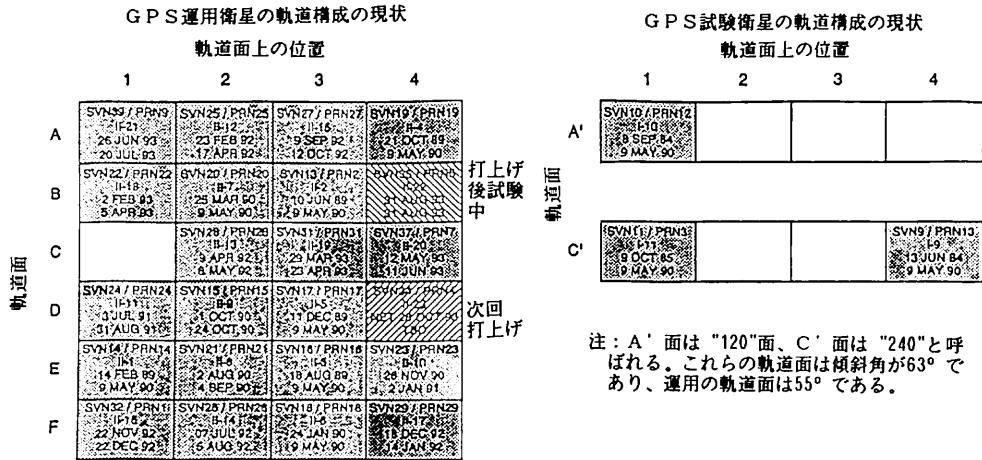 GPS運用衛星の軌道構成の現状
軌道面上の位置
1 2 3 4
軌道面
A
SVN39 / PRN9
II-21
26 JUN 93
20 JUL 93
SVN25 / PRN25
II-12
23 FEB 92
17 APR 92
SVN27 / PRN27
II-15
9 SEP 92
12 OCT 92
SVN19 / PRN19
II-4
21 OCT 89
9 MAY 90
B
SVN22 / PRN22
II-18
2 FEB 93
5 APR 93
SVN20 / PRN20
II-7
25 MAR 90
9 MAY 90
SVN13 / PRN2
II-2
10 JUN 89
9 MAY 90
打上げ
後試験
中
C
SVN28 / PRN28
II-13
9 APR 92
6 MAY 92
SVN31 / PRN31
II-19
29 MAR 93
23 APR 93
SVN37 / PRN7
II-20
12 MAY 93
11 JUN 93
D
SVN24 / PRN24
II-11
3 JUL 91
31 AUG 91
SVN15 / PRN15
II-9
1 OCT 90
24 OCT 90
SVN17 / PRN17
II-5
11 DEC 89
9 MAY 90
次回
打上げ
E
SVN14 / PRN14
II-1
14 FEB 89
9 MAY 90
SVN21 / PRN21
II-8
2 AUG 90
4 SEP 90
SVN16 / PRN16
II-3
18 AUG 89
9 MAY 90
SVN23 / PRN23
II-10
26 NOV 90
2 JAN 91
F
SVN32 / PRN1
II-16
22 NOV 92
22 DEC 92
SVN26 / PRN26
II-14
07 JUL 92
5 AUG 92
SVN18 / PRN18
II-6
24 JAN 90
9 MAY 90
SVN29 / PRN29
II-17
18 DEC 92
JAN 92
GPS試験衛星の軌道構成の現状
軌道面上の位置
1 2 3 4
軌道面
A'
SVN10 / PRN12
I-10
8 SEP 84
9 MAY 90
C'
SVN11 / PRN3
I-11
9 OCT 85
9 MAY 90
SVN9 / PRN13
I-9
13 JUN 84
9 MAY 90
注：A'面は "120"面、C'面は "240"と呼
ばれる。これらの軌道面は傾斜角が63° で
あり、運用の軌道面は55° である。